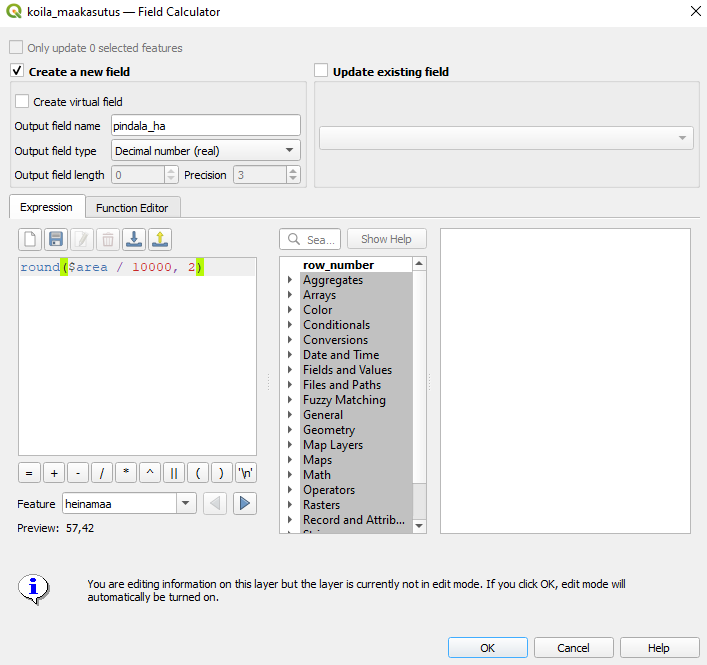 koila_maakasutus — Field Calculator
Only update 0 selected features
Create a new field
Update existing field
Create virtual field
Output field name pindala_ha
Output field type Decimal number (real)
Output field length 0 Precision 3
Expression Function Editor
Sea... Show Help
round($area / 10000, 2)
row_number
Aggregates
Arrays
Color
Conditionals
Conversions
Date and Time
Fields and Values
Files and Paths
Fuzzy Matching
General
Geometry
Map Layers
Maps
Math
Operators
Rasters
Record and Attrib...
= + - / * ^ || ( ) '\n'
Feature heinamaa
Preview: 57,42
You are editing information on this layer but the layer is currently not in edit mode. If you click OK, edit mode will
automatically be turned on.
OK Cancel Help